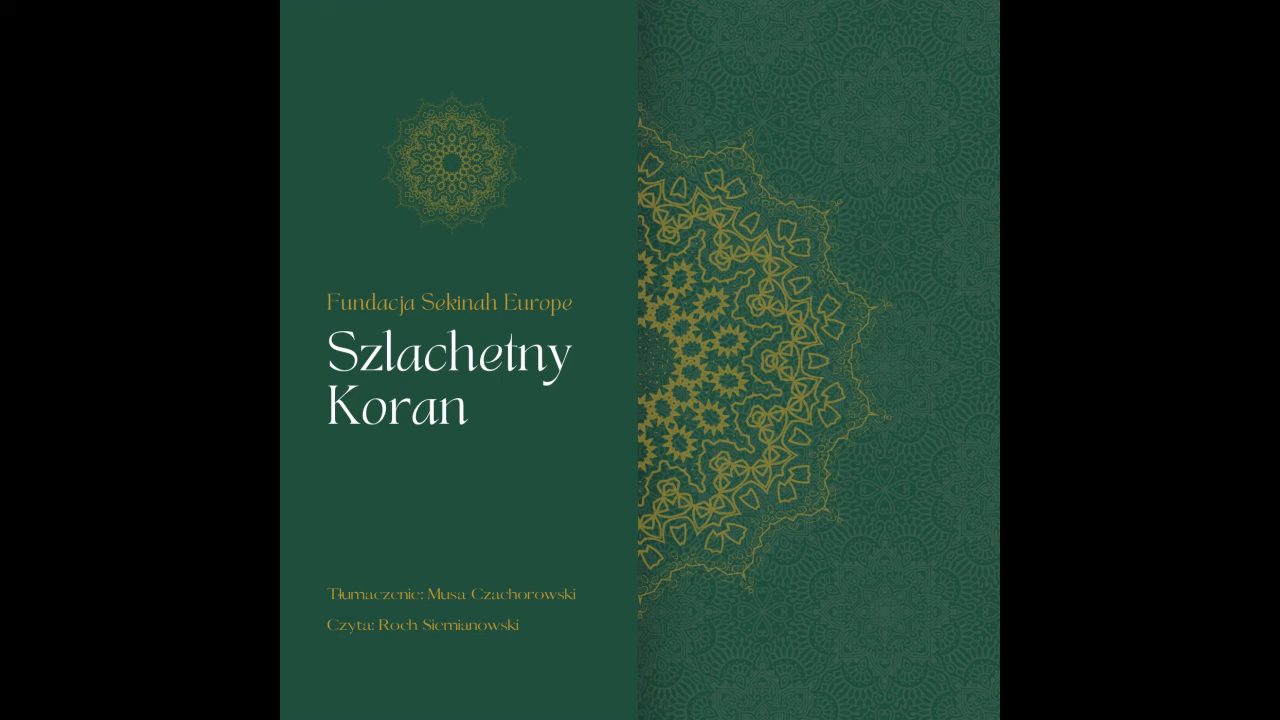 Fundacja Sekinah Europe
Szlachetny
Koran
Tłumaczenie: Musa Czachorowski
Czyta: Roch Siemianowski